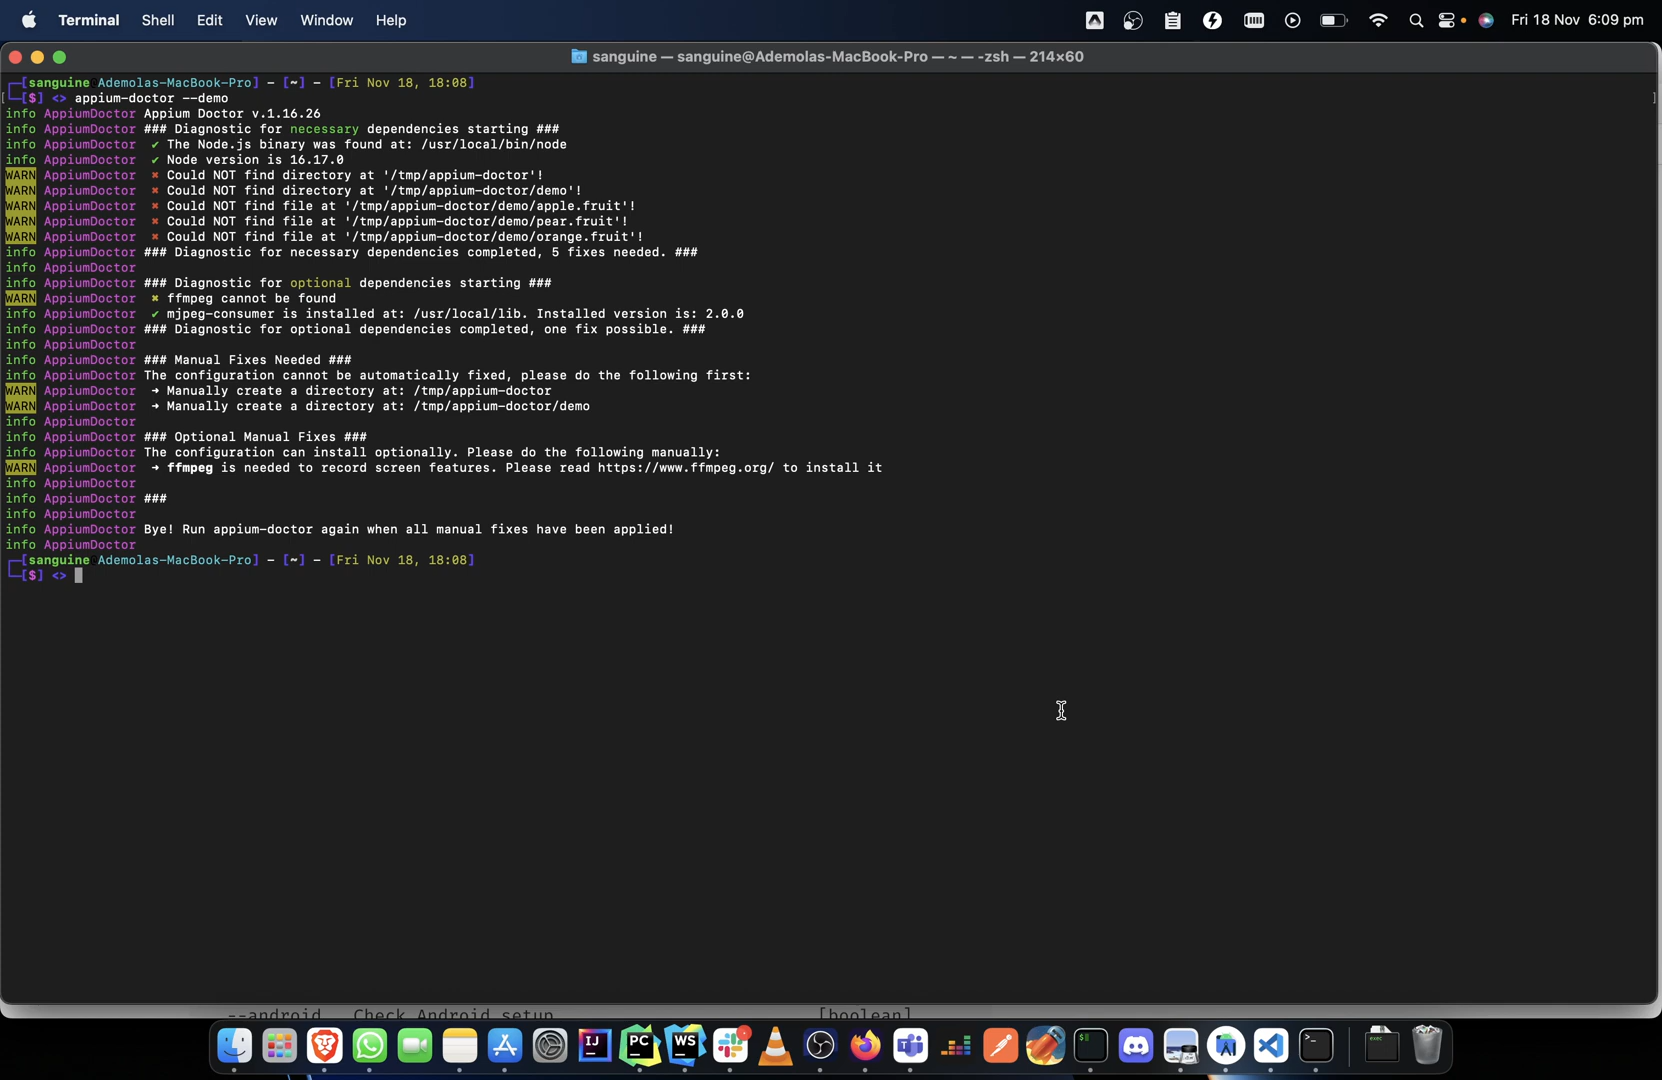 Terminal Shell Edit View Window Help Fri 18 Nov 6:09 pm
sanguine — sanguine@Ademolas-MacBook-Pro — ~ — -zsh — 214×60
[sanguine Ademolas-MacBook-Pro] - [~] - [Fri Nov 18, 18:08]
[$] <> appium-doctor --demo
info AppiumDoctor Appium Doctor v.1.16.26
info AppiumDoctor ### Diagnostic for necessary dependencies starting ###
info AppiumDoctor ✔ The Node.js binary was found at: /usr/local/bin/node
info AppiumDoctor ✔ Node version is 16.17.0
WARN AppiumDoctor ✖ Could NOT find directory at '/tmp/appium-doctor'!
WARN AppiumDoctor ✖ Could NOT find directory at '/tmp/appium-doctor/demo'!
WARN AppiumDoctor ✖ Could NOT find file at '/tmp/appium-doctor/demo/apple.fruit'!
WARN AppiumDoctor ✖ Could NOT find file at '/tmp/appium-doctor/demo/pear.fruit'!
WARN AppiumDoctor ✖ Could NOT find file at '/tmp/appium-doctor/demo/orange.fruit'!
info AppiumDoctor ### Diagnostic for necessary dependencies completed, 5 fixes needed. ###
info AppiumDoctor
info AppiumDoctor ### Diagnostic for optional dependencies starting ###
WARN AppiumDoctor ✖ ffmpeg cannot be found
info AppiumDoctor ✔ mjpeg-consumer is installed at: /usr/local/lib. Installed version is: 2.0.0
info AppiumDoctor ### Diagnostic for optional dependencies completed, one fix possible. ###
info AppiumDoctor
info AppiumDoctor ### Manual Fixes Needed ###
info AppiumDoctor The configuration cannot be automatically fixed, please do the following first:
WARN AppiumDoctor ➜ Manually create a directory at: /tmp/appium-doctor
WARN AppiumDoctor ➜ Manually create a directory at: /tmp/appium-doctor/demo
info AppiumDoctor
info AppiumDoctor ### Optional Manual Fixes ###
info AppiumDoctor The configuration can install optionally. Please do the following manually:
WARN AppiumDoctor ➜ ffmpeg is needed to record screen features. Please read https://www.ffmpeg.org/ to install it
info AppiumDoctor
info AppiumDoctor ###
info AppiumDoctor
info AppiumDoctor Bye! Run appium-doctor again when all manual fixes have been applied!
info AppiumDoctor
[sanguine Ademolas-MacBook-Pro] - [~] - [Fri Nov 18, 18:08]
[$] <>
--android Check Android setup [boolean]
IJ PC WS
exec